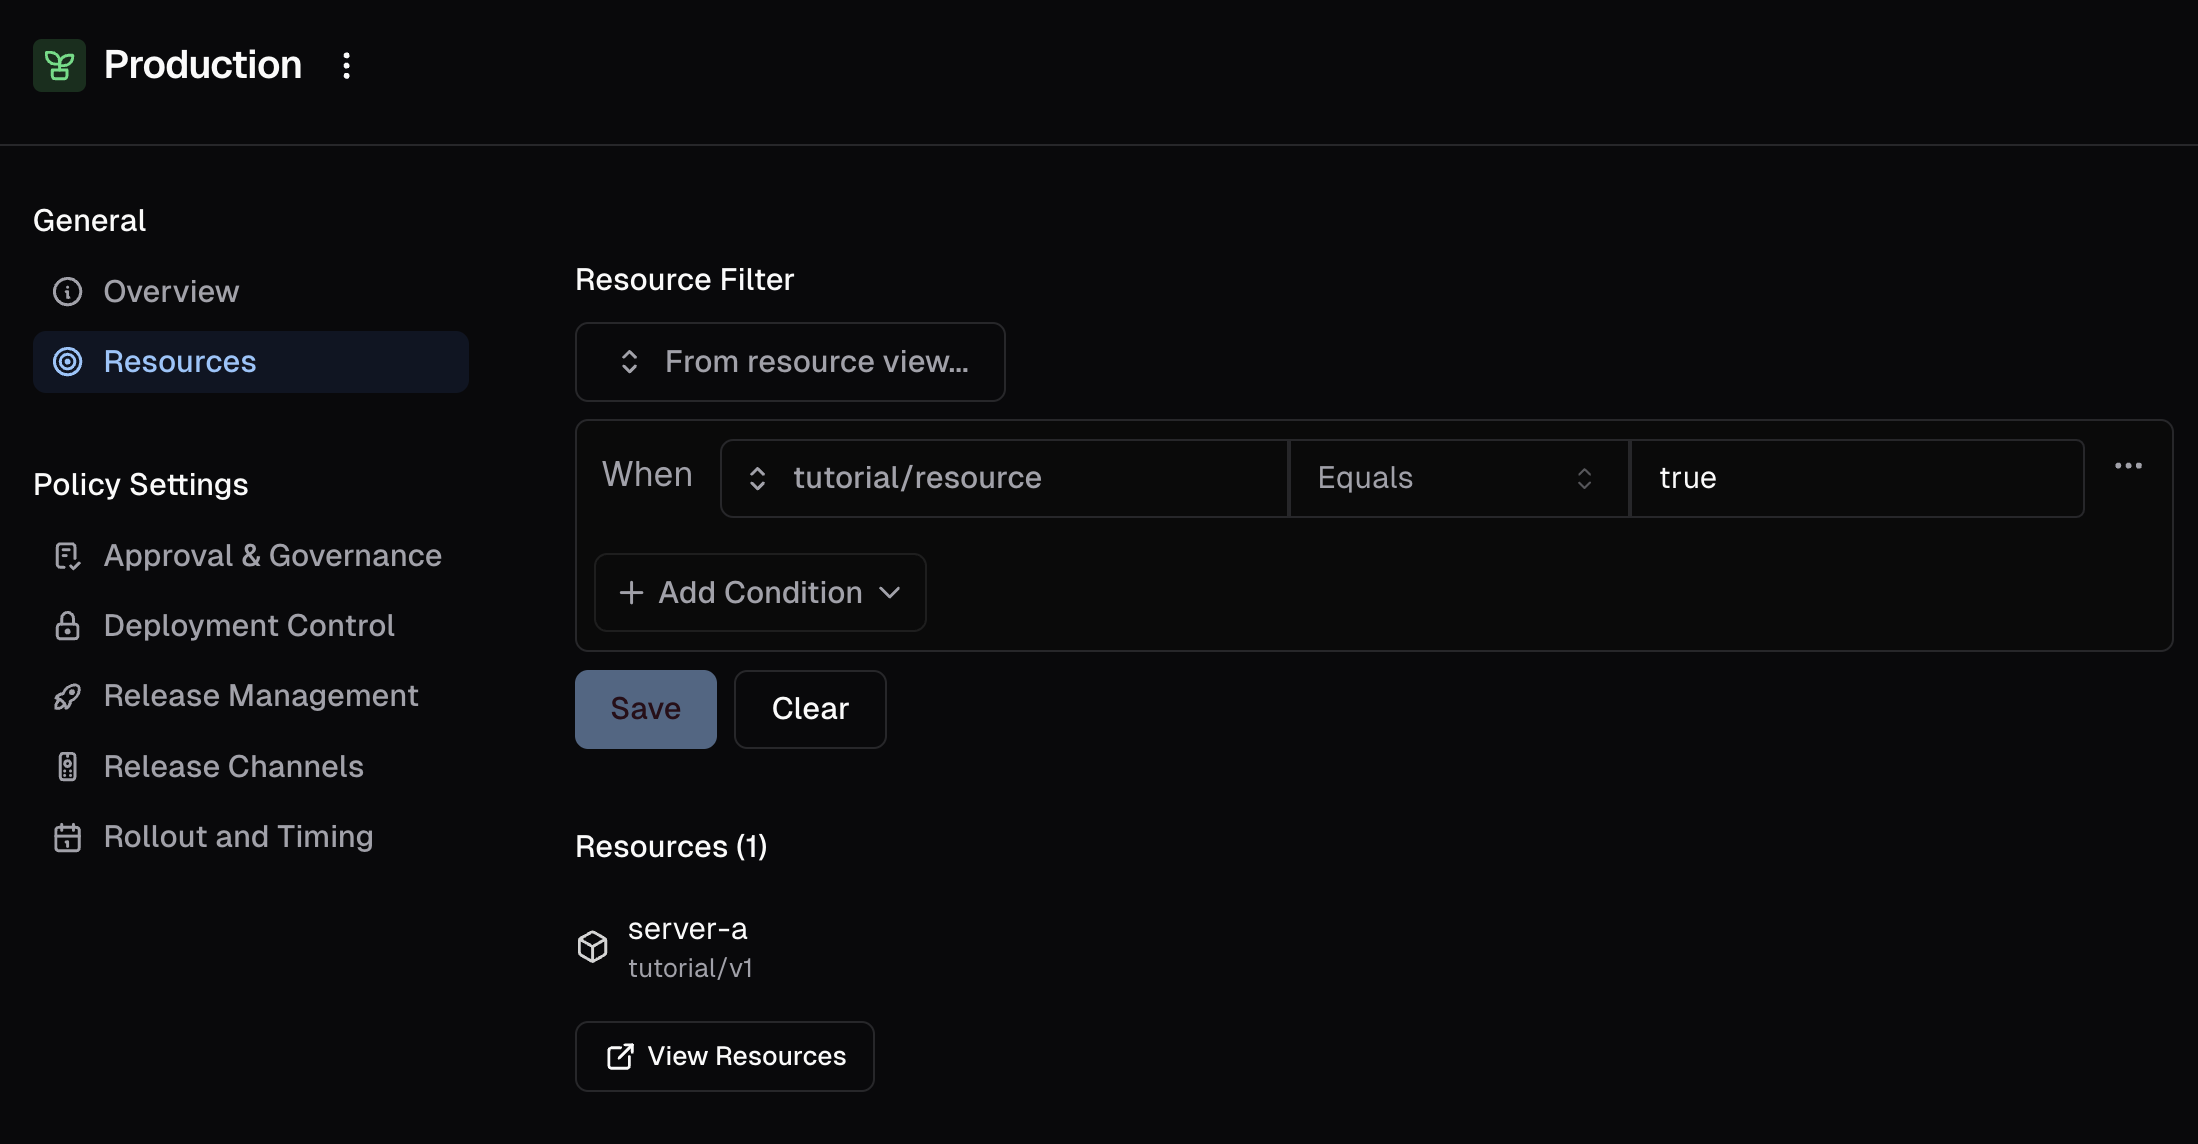 Production
General
Overview
Resources
Policy Settings
Approval & Governance
Deployment Control
Release Management
Release Channels
Rollout and Timing
Resource Filter
From resource view...
When tutorial/resource Equals true
Add Condition
Save Clear
Resources (1)
server-a
tutorial/v1
View Resources